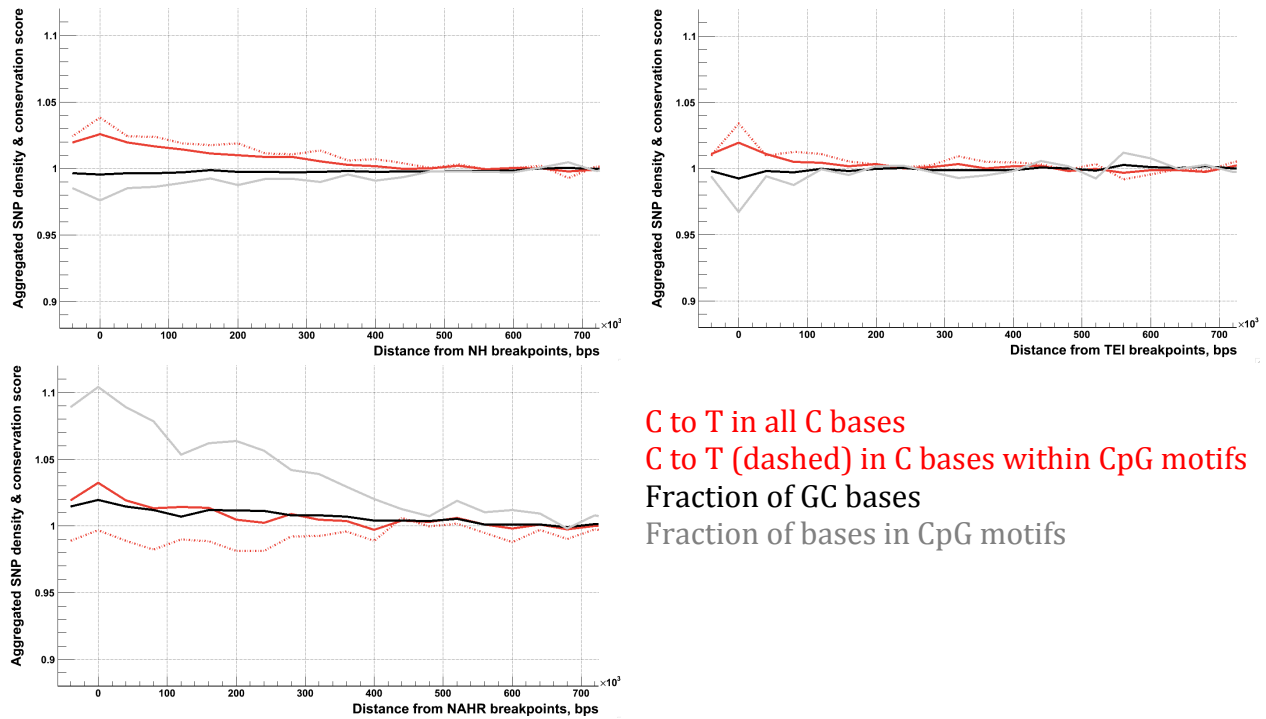 Aggregated SNP density & conservation score
1.1
1.05
1
0.95
0.9
0 100 200 300 400 500 600 700
×10³
Distance from NH breakpoints, bps
Aggregated SNP density & conservation score
1.1
1.05
1
0.95
0.9
0 100 200 300 400 500 600 700
×10³
Distance from TEI breakpoints, bps
Aggregated SNP density & conservation score
1.1
1.05
1
0.95
0.9
0 100 200 300 400 500 600 700
×10³
Distance from NAHR breakpoints, bps
C to T in all C bases
C to T (dashed) in C bases within CpG motifs
Fraction of GC bases
Fraction of bases in CpG motifs